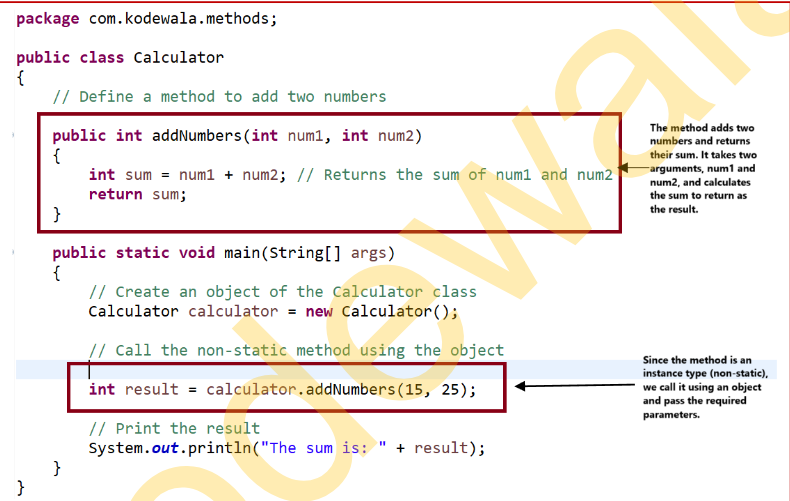 package com.kodewala.methods;
public class Calculator
{
// Define a method to add two numbers
public int addNumbers(int num1, int num2)
{
int sum = num1 + num2; // Returns the sum of num1 and num2
return sum;
}
The method adds two
numbers and returns
their sum. It takes two
arguments, num1 and
num2, and calculates
the sum to return as
the result.
public static void main(String[] args)
{
// Create an object of the Calculator class
Calculator calculator = new Calculator();
// Call the non-static method using the object
int result = calculator.addNumbers(15, 25);
Since the method is an
instance type (non-static),
we call it using an object
and pass the required
parameters.
// Print the result
System.out.println("The sum is: " + result);
}
}